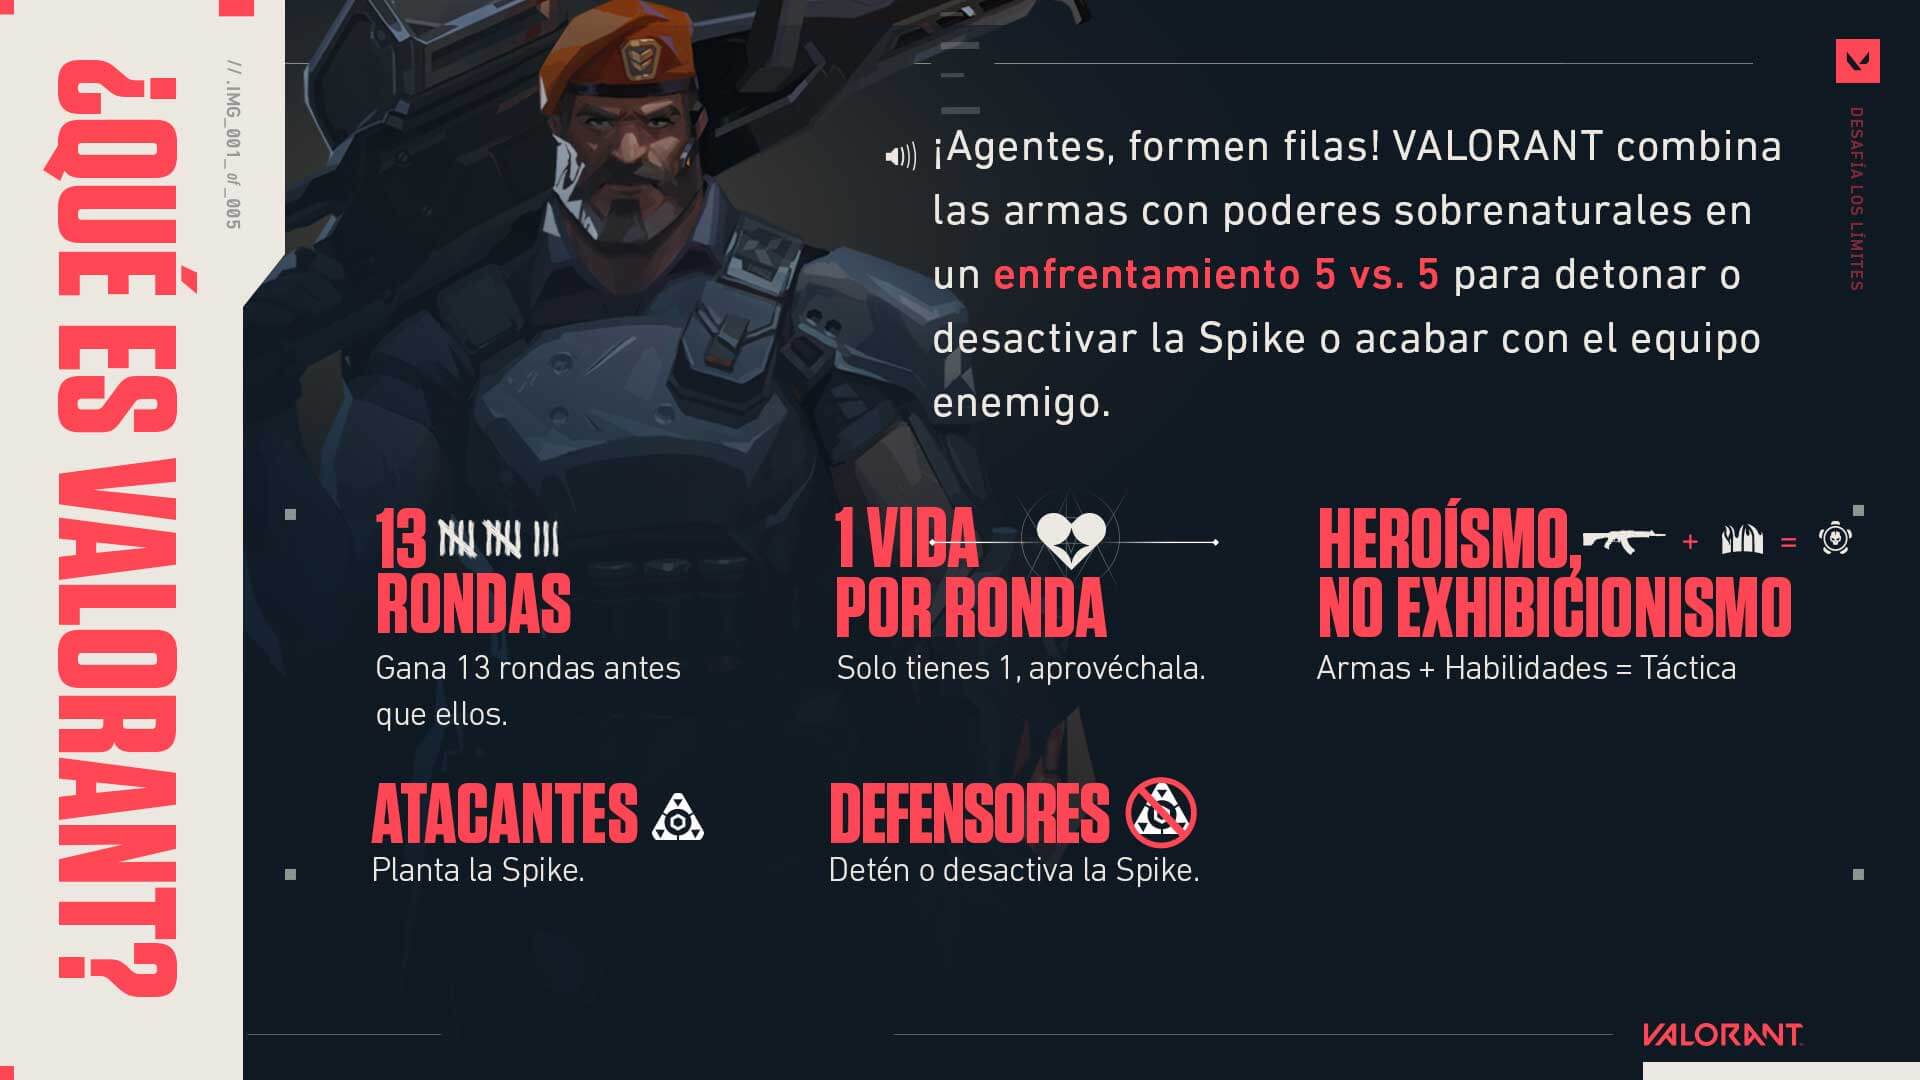 ¿QUÉ ES VALORANT?
// .IMG_001_of_005
¡Agentes, formen filas! VALORANT combina
las armas con poderes sobrenaturales en
un enfrentamiento 5 vs. 5 para detonar o
desactivar la Spike o acabar con el equipo
enemigo.
DESAFÍA LOS LÍMITES
13
RONDAS
Gana 13 rondas antes
que ellos.
1 VIDA
POR RONDA
Solo tienes 1, aprovéchala.
HEROÍSMO, + =
NO EXHIBICIONISMO
Armas + Habilidades = Táctica
ATACANTES
Planta la Spike.
DEFENSORES
Detén o desactiva la Spike.
VALORANT